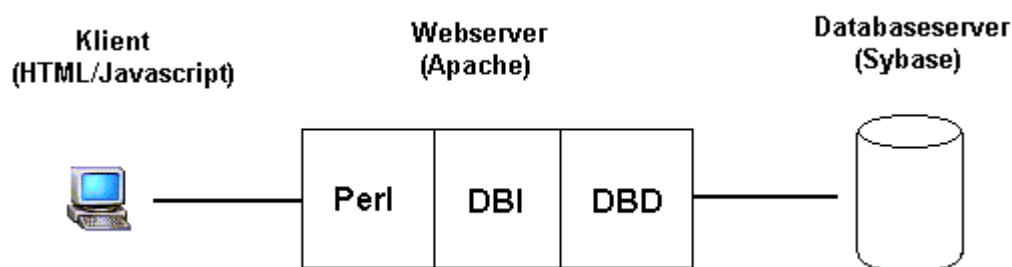 Klient
(HTML/Javascript)
Webserver
(Apache)
Databaseserver
(Sybase)
Perl
DBI
DBD